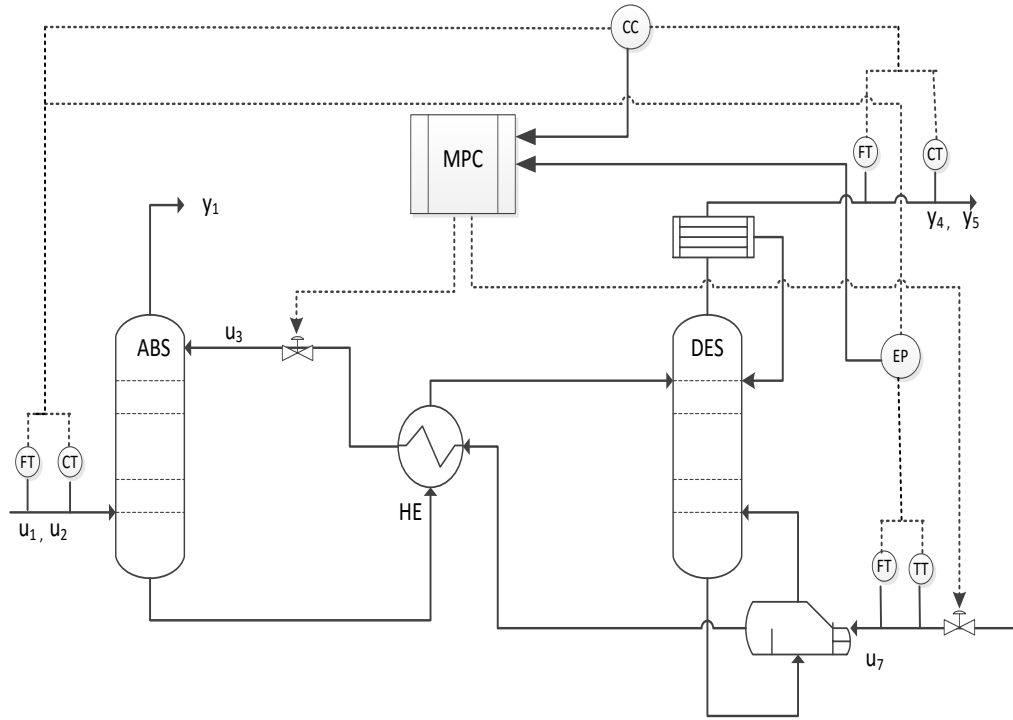 CC
MPC
FT
CT
y₁
y₄, y₅
u₃
ABS
DES
EP
FT
CT
HE
u₁, u₂
FT
TT
u₇